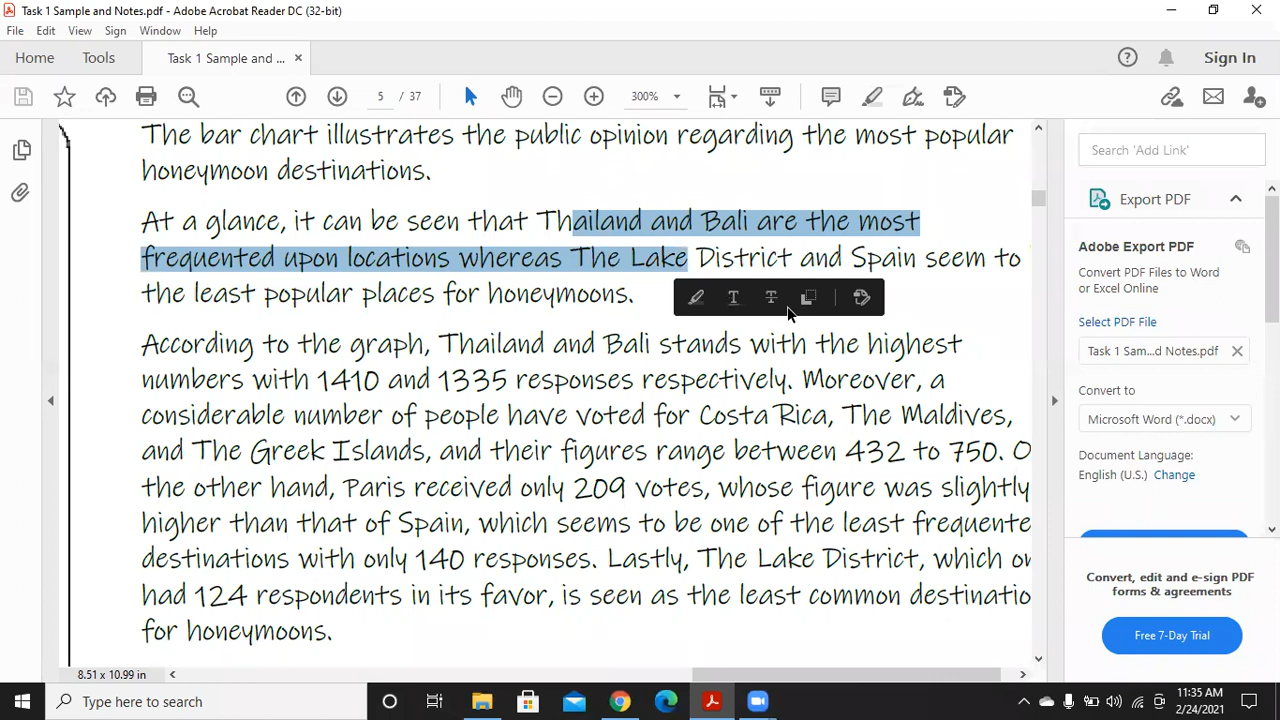 Task 1 Sample and Notes.pdf - Adobe Acrobat Reader DC (32-bit)
File Edit View Sign Window Help
Home Tools Task 1 Sample and ... × Sign In
5 / 37 300%
The bar chart illustrates the public opinion regarding the most popular
honeymoon destinations.
At a glance, it can be seen that Thailand and Bali are the most
frequented upon locations whereas The Lake District and Spain seem to
the least popular places for honeymoons.
According to the graph, Thailand and Bali stands with the highest
numbers with 1410 and 1335 responses respectively. Moreover, a
considerable number of people have voted for Costa Rica, The Maldives,
and The Greek Islands, and their figures range between 432 to 750. O
the other hand, Paris received only 209 votes, whose figure was slightly
higher than that of Spain, which seems to be one of the least frequente
destinations with only 140 responses. Lastly, The Lake District, which on
had 124 respondents in its favor, is seen as the least common destinatio
for honeymoons.
8.51 x 10.99 in
Search 'Add Link'
Export PDF
Adobe Export PDF
Convert PDF Files to Word
or Excel Online
Select PDF File
Task 1 Sam...d Notes.pdf
Convert to
Microsoft Word (*.docx)
Document Language:
English (U.S.) Change
Convert, edit and e-sign PDF
forms & agreements
Free 7-Day Trial
Type here to search
11:35 AM
2/24/2021